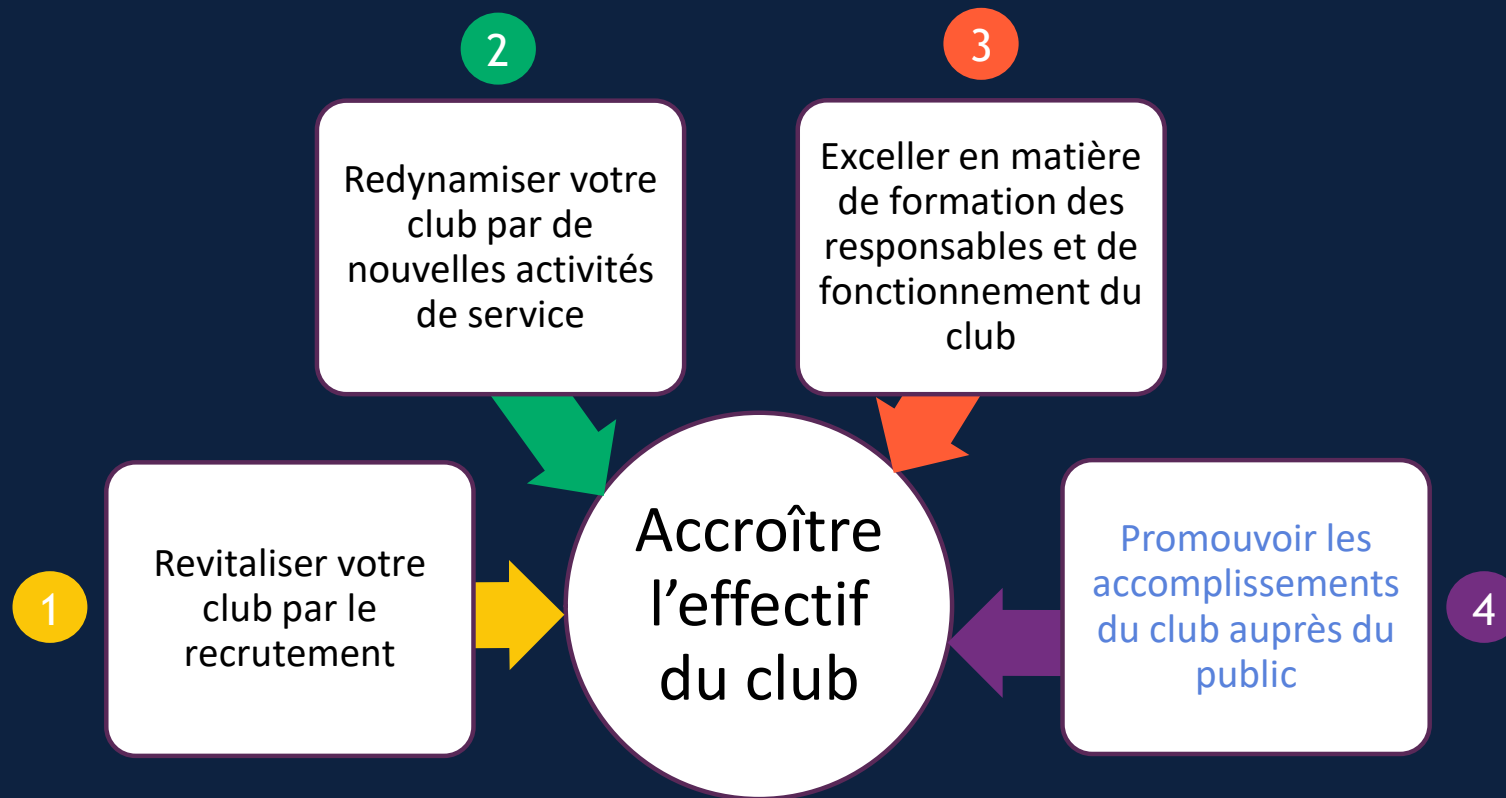 2
Redynamiser votre
club par de
nouvelles activités
de service
3
Exceller en matière
de formation des
responsables et de
fonctionnement du
club
1
Revitaliser votre
club par le
recrutement
Accroître
l’effectif
du club
Promouvoir les
accomplissements
du club auprès du
public
4